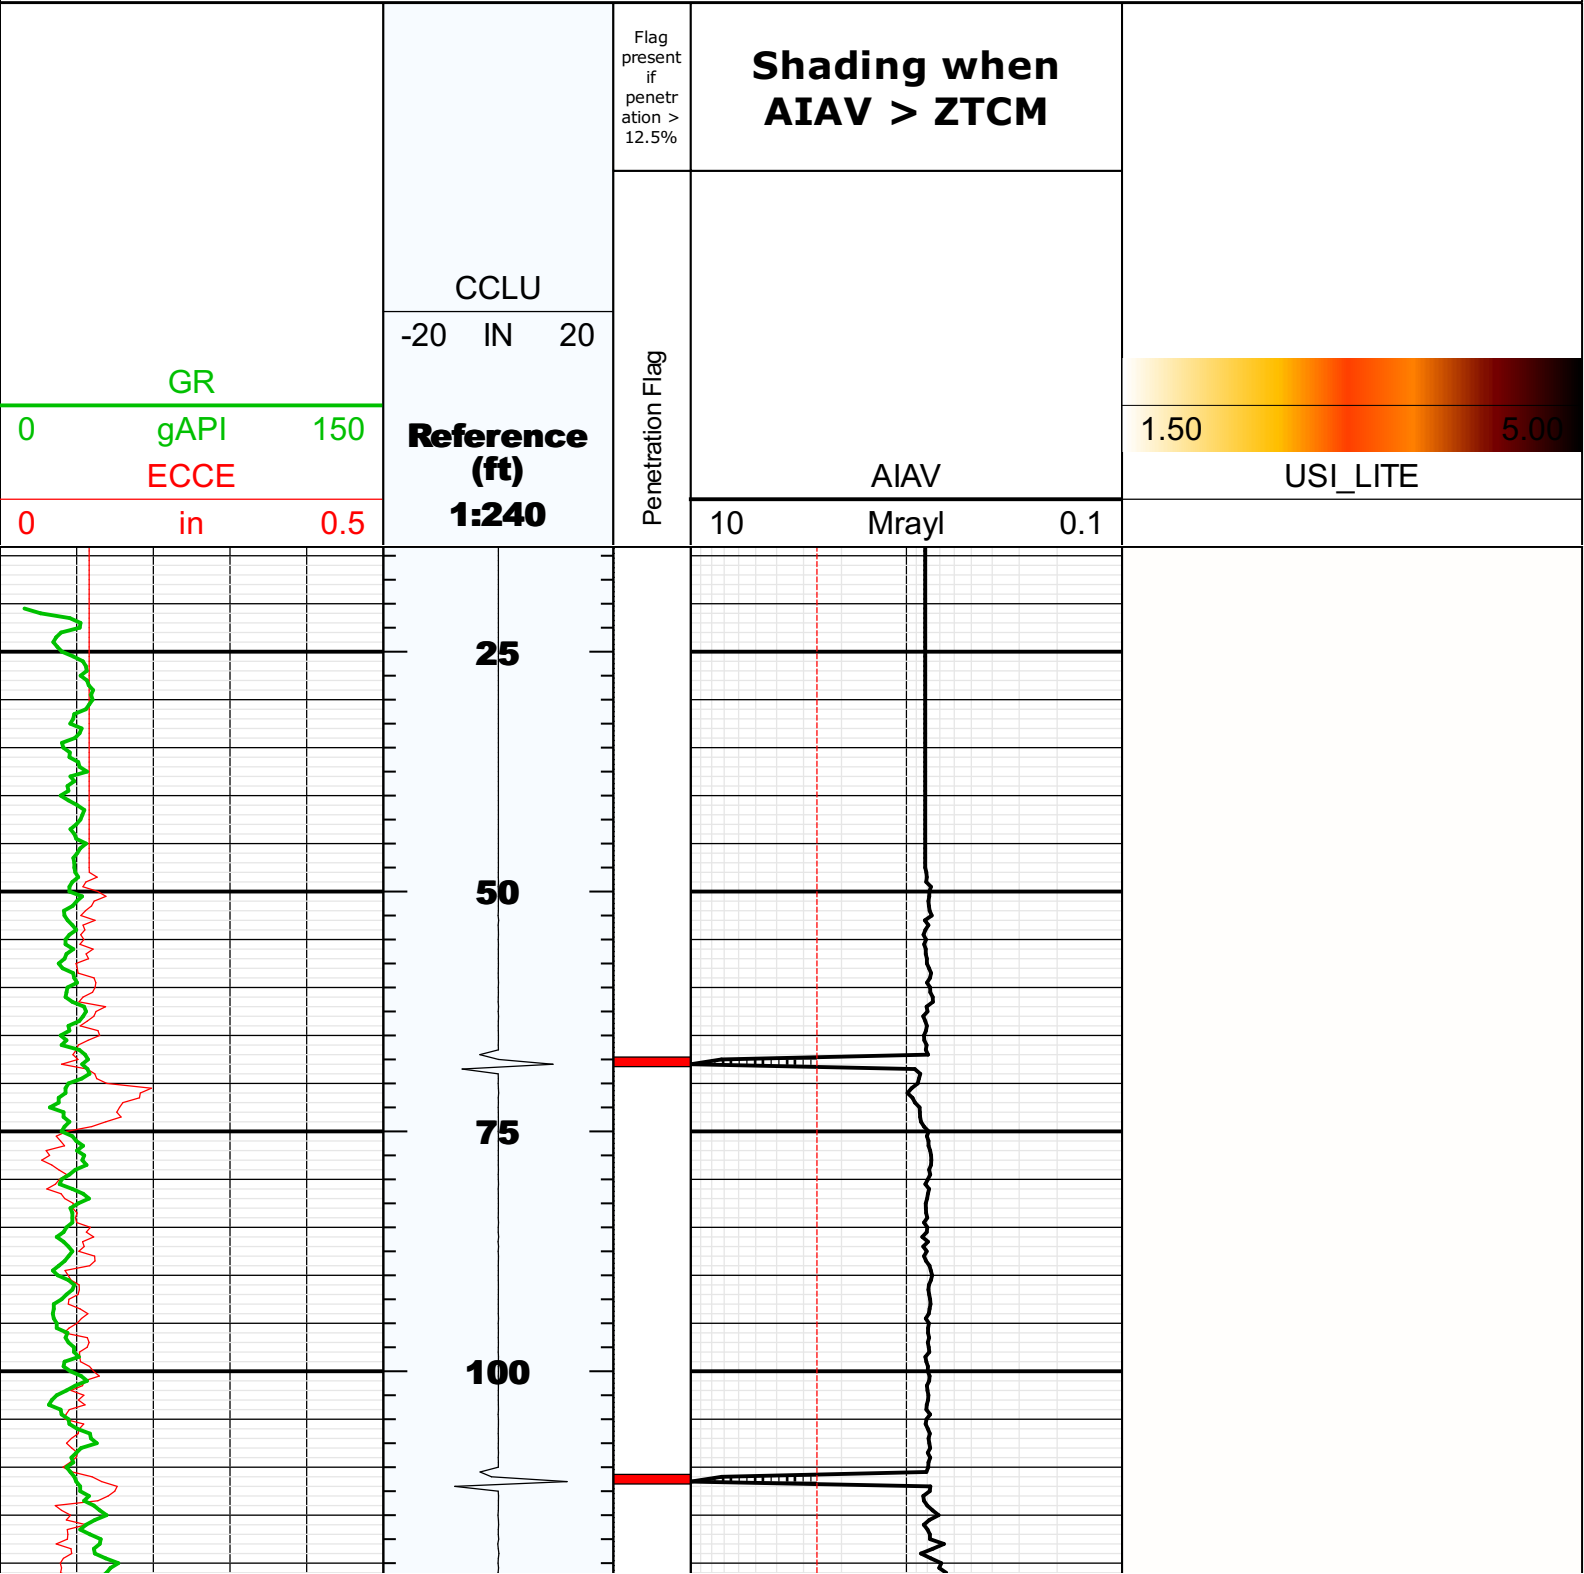 Flag
present
if
penetr
ation >
12.5%
Shading when
AIAV > ZTCM
CCLU
-20 IN 20
GR
0 gAPI 150
ECCE
0 in 0.5
Reference
(ft)
1:240
Penetration Flag
AIAV
10 Mrayl 0.1
1.50 5.00
USI_LITE
25
50
75
100